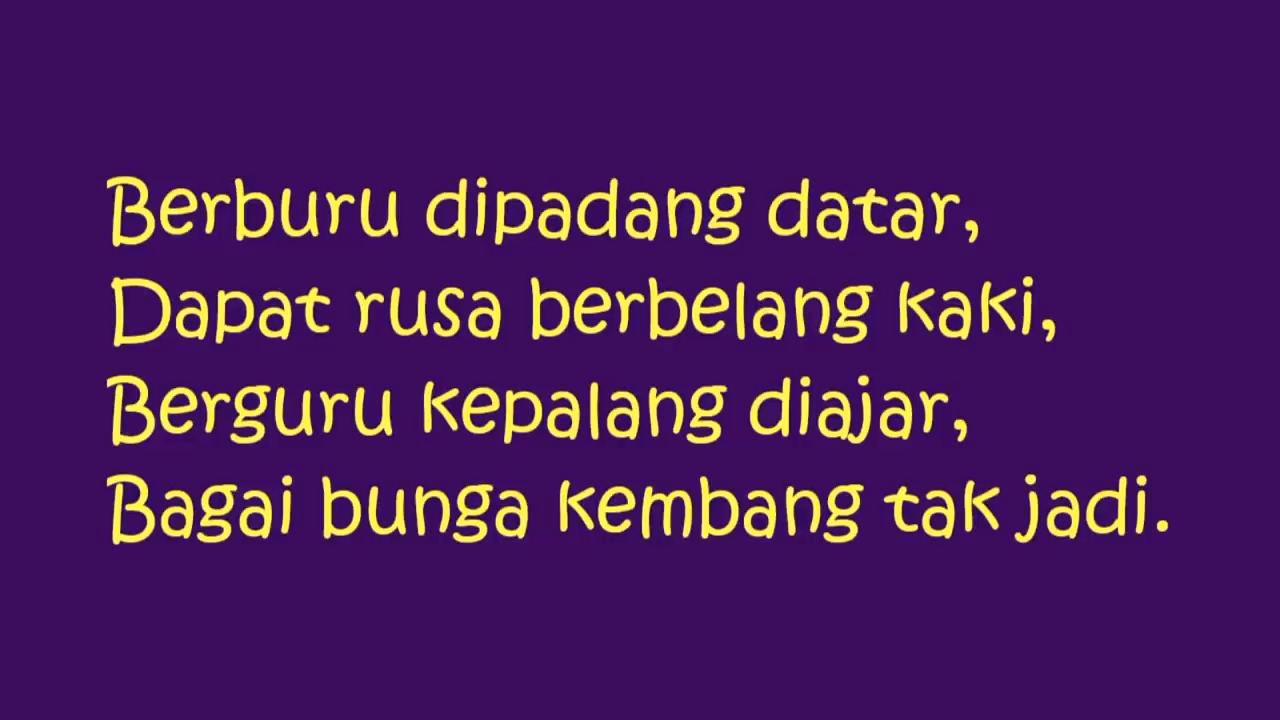 Berburu dipadang datar,
Dapat rusa berbelang kaki,
Berguru kepalang diajar,
Bagai bunga kembang tak jadi.